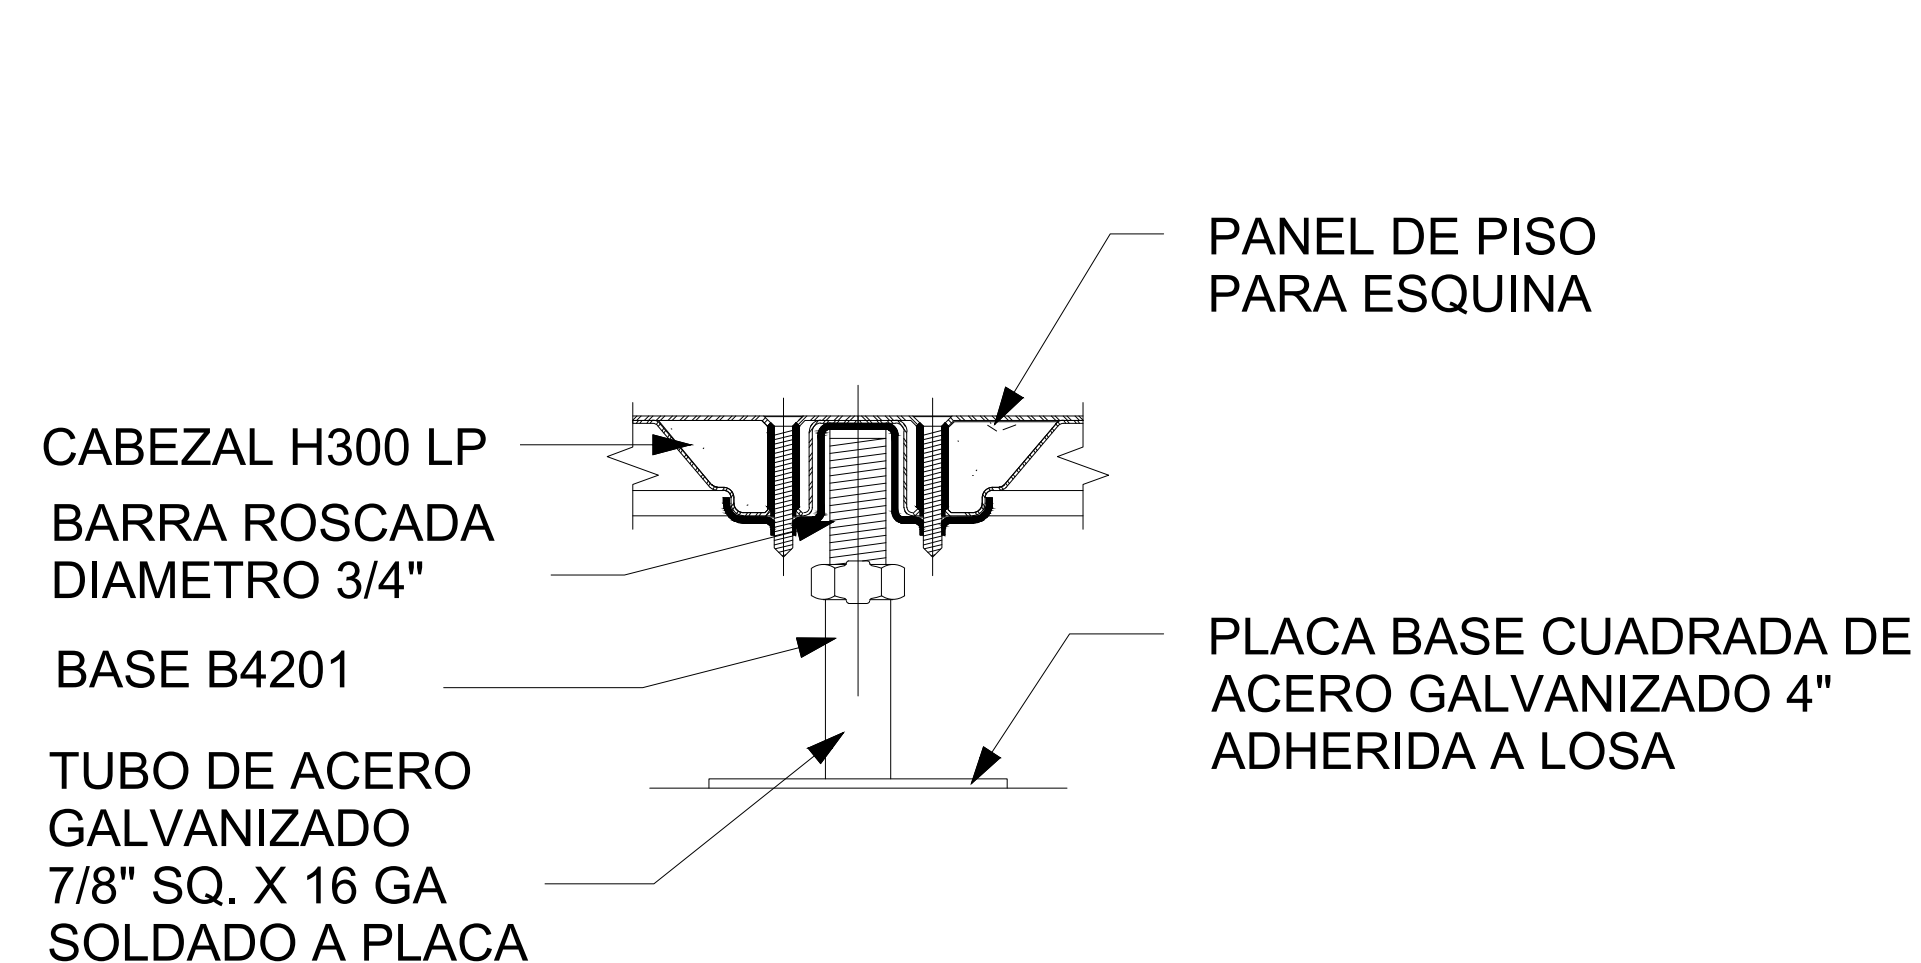 PANEL DE PISO
PARA ESQUINA
CABEZAL H300 LP
BARRA ROSCADA
DIAMETRO 3/4"
BASE B4201
TUBO DE ACERO
GALVANIZADO
7/8" SQ. X 16 GA
SOLDADO A PLACA
PLACA BASE CUADRADA DE
ACERO GALVANIZADO 4"
ADHERIDA A LOSA